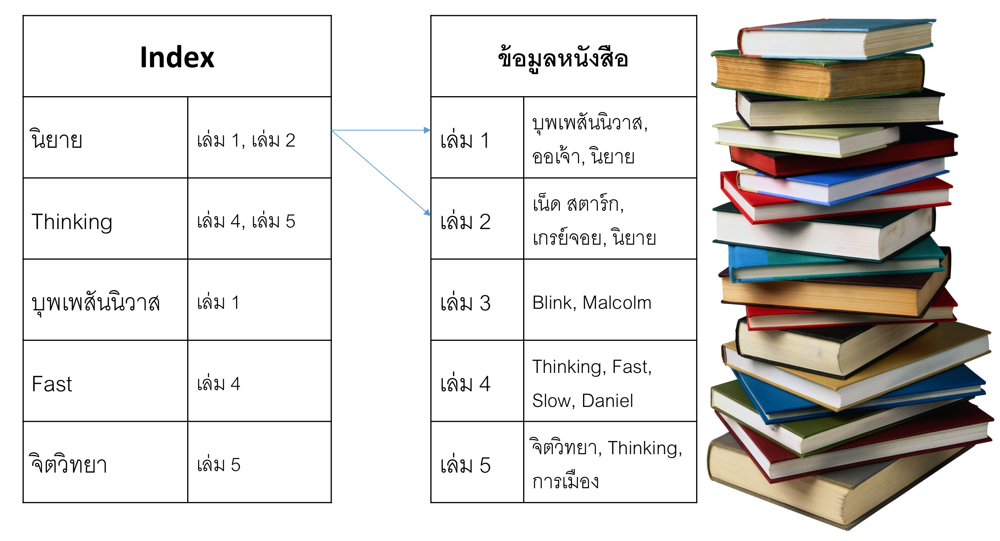 Index
นิยาย
เล่ม 1, เล่ม 2
Thinking
เล่ม 4, เล่ม 5
บุพเพสันนิวาส
เล่ม 1
Fast
เล่ม 4
จิตวิทยา
เล่ม 5
ข้อมูลหนังสือ
เล่ม 1
บุพเพสันนิวาส,
ออเจ้า, นิยาย
เล่ม 2
เน็ด สตาร์ก,
เกรย์จอย, นิยาย
เล่ม 3
Blink, Malcolm
เล่ม 4
Thinking, Fast,
Slow, Daniel
เล่ม 5
จิตวิทยา, Thinking,
การเมือง